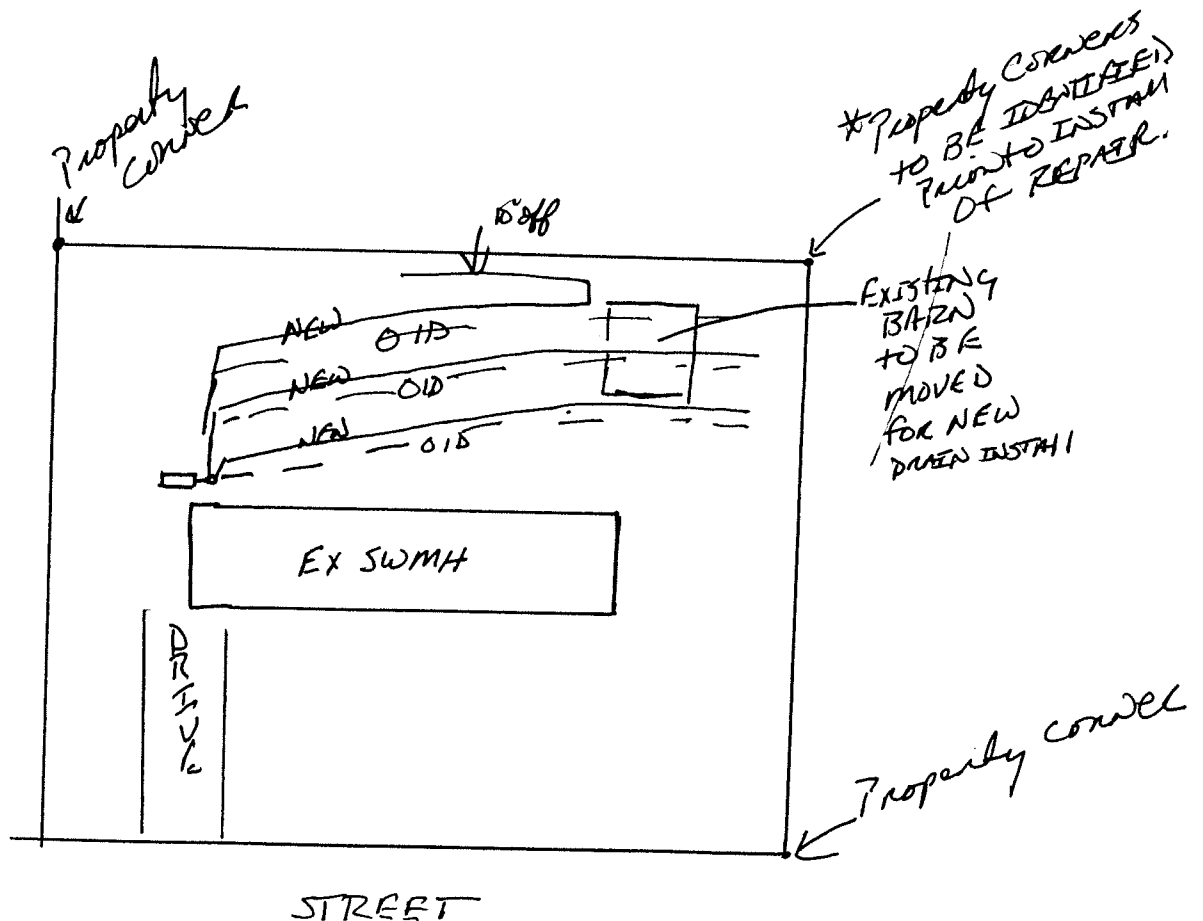 Property
corner
*Property Corners
to BE IDENTIFIED
Prior to INSTALL
Of REPAIR.
off
EXISTING
BARN
to BE
moved
for NEW
DRAIN INSTALL
NEW
OLD
NEW
OLD
NEW
OLD
EX SWMH
DRIVE
Property corner
STREET